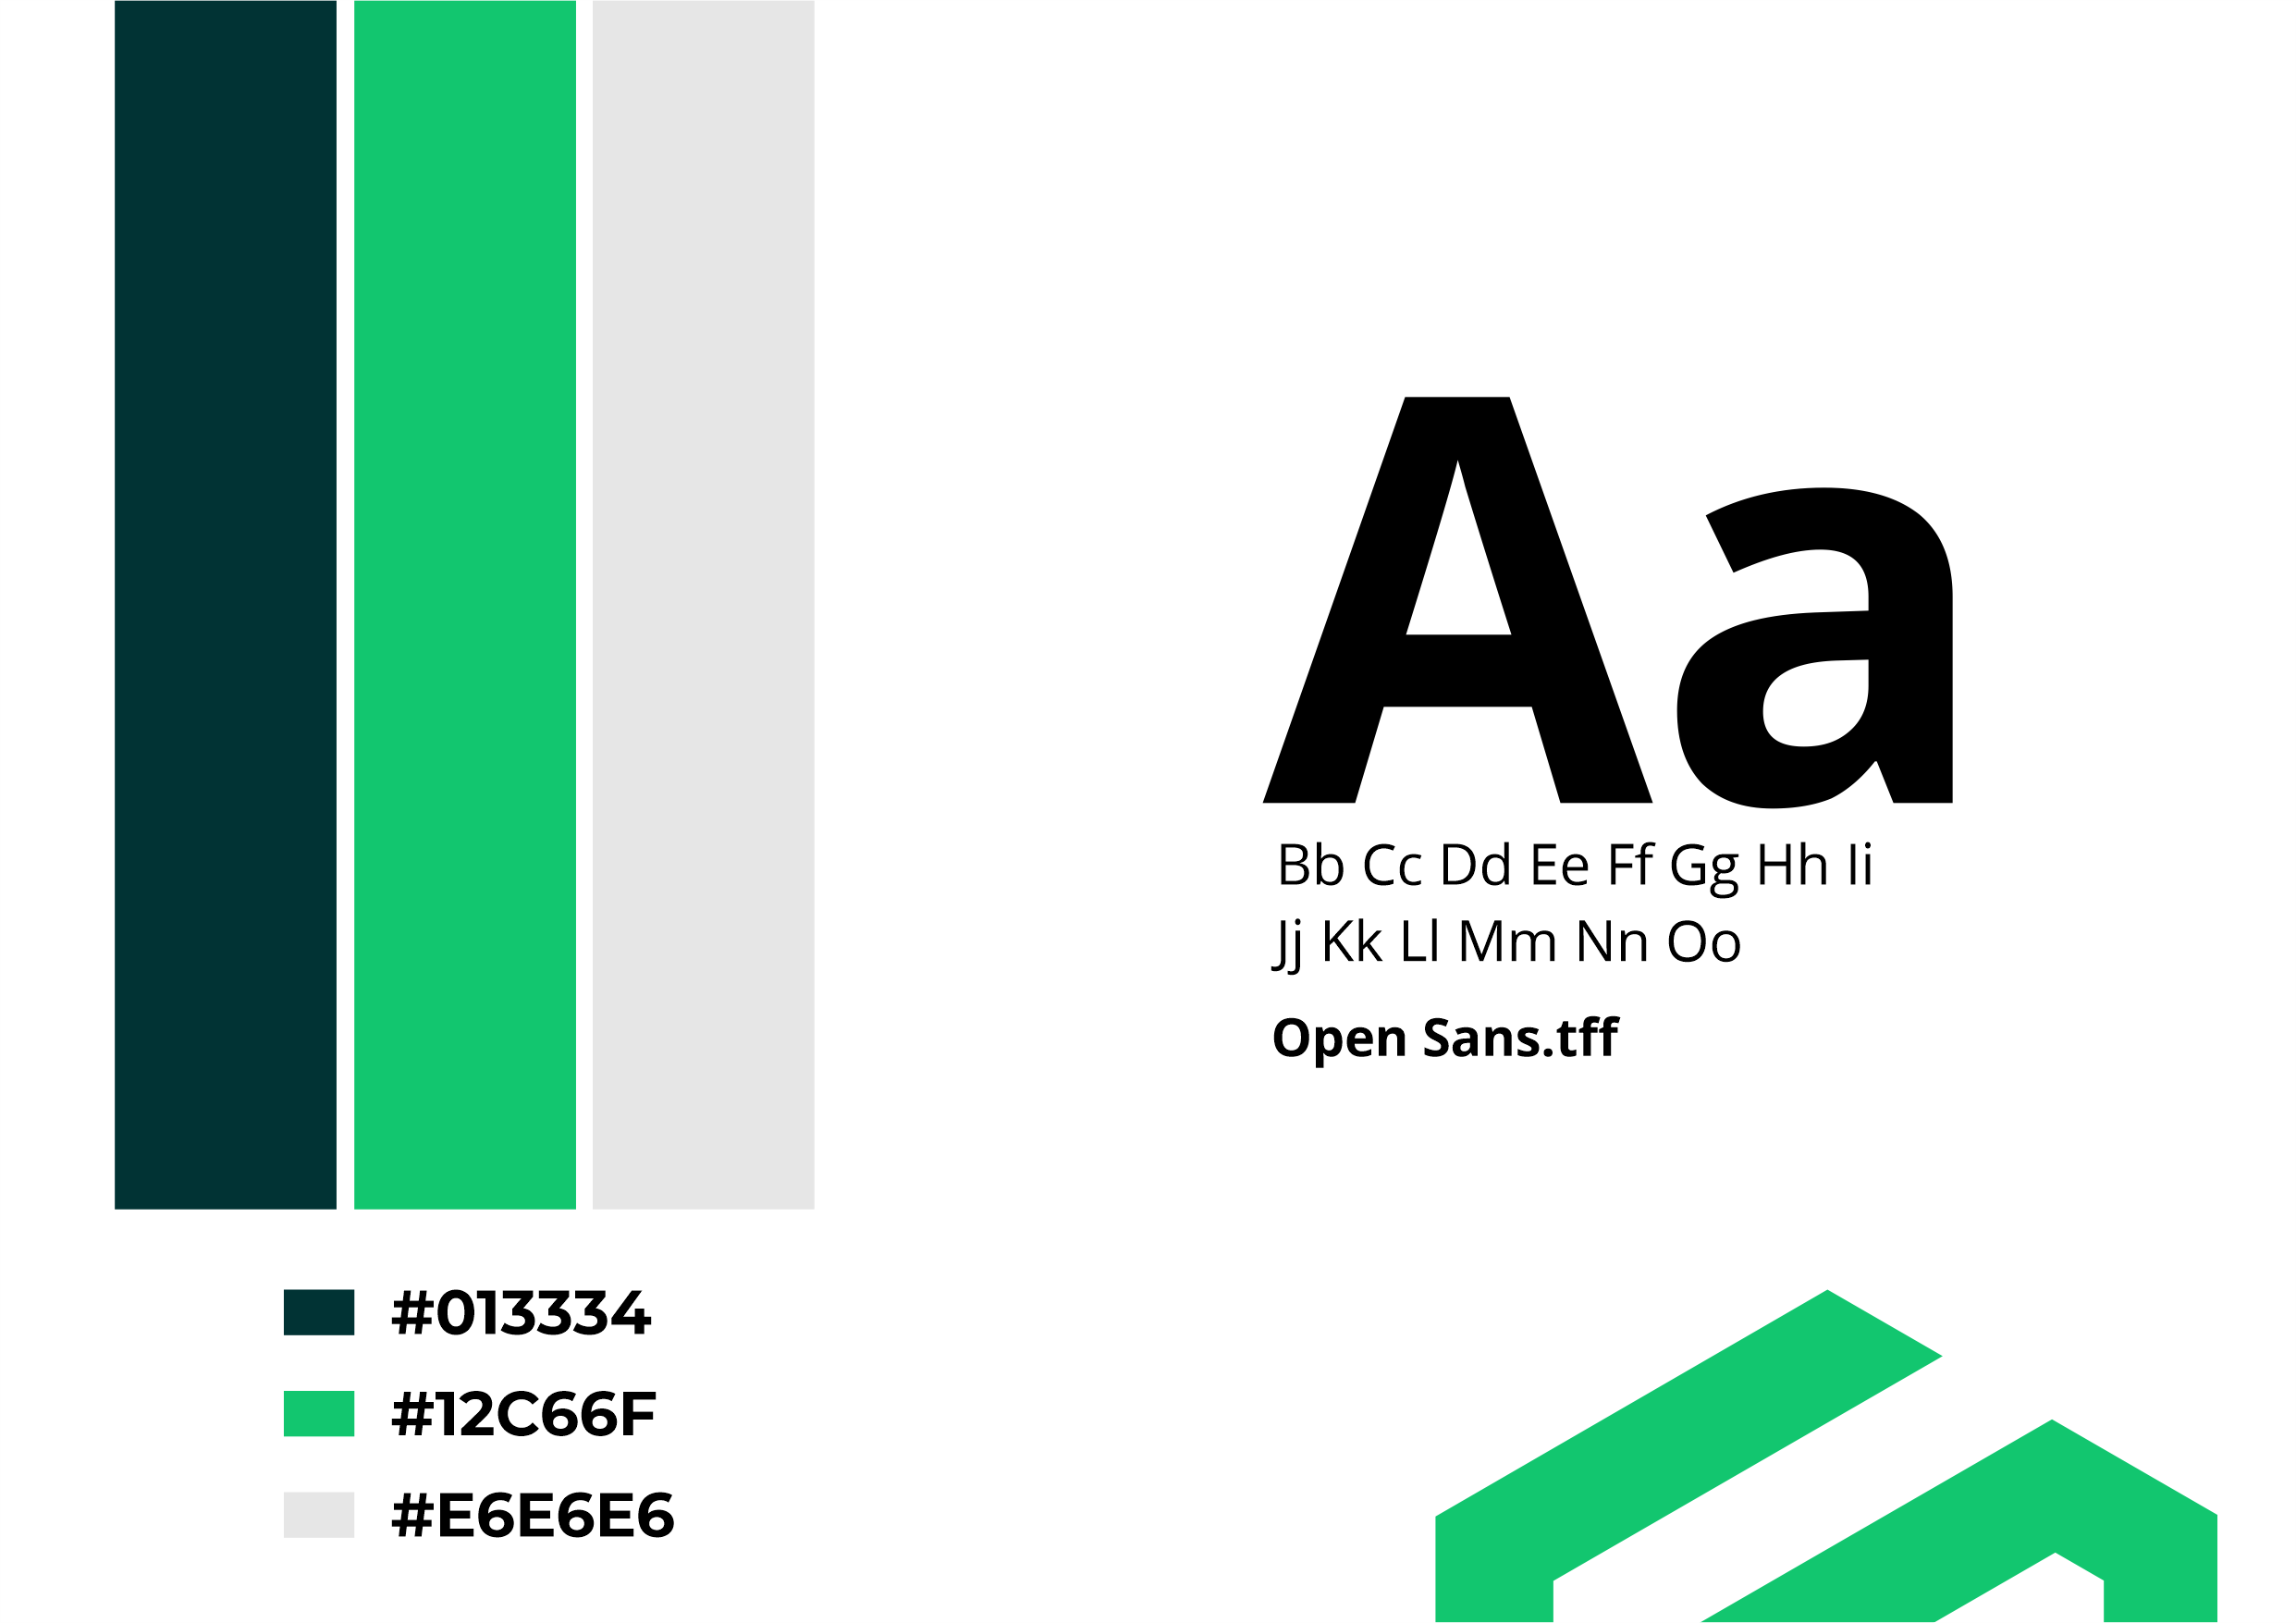 Aa
Bb Cc Dd Ee Ff Gg Hh Ii
Jj Kk Ll Mm Nn Oo
Open Sans.tff
#013334
#12C66F
#E6E6E6